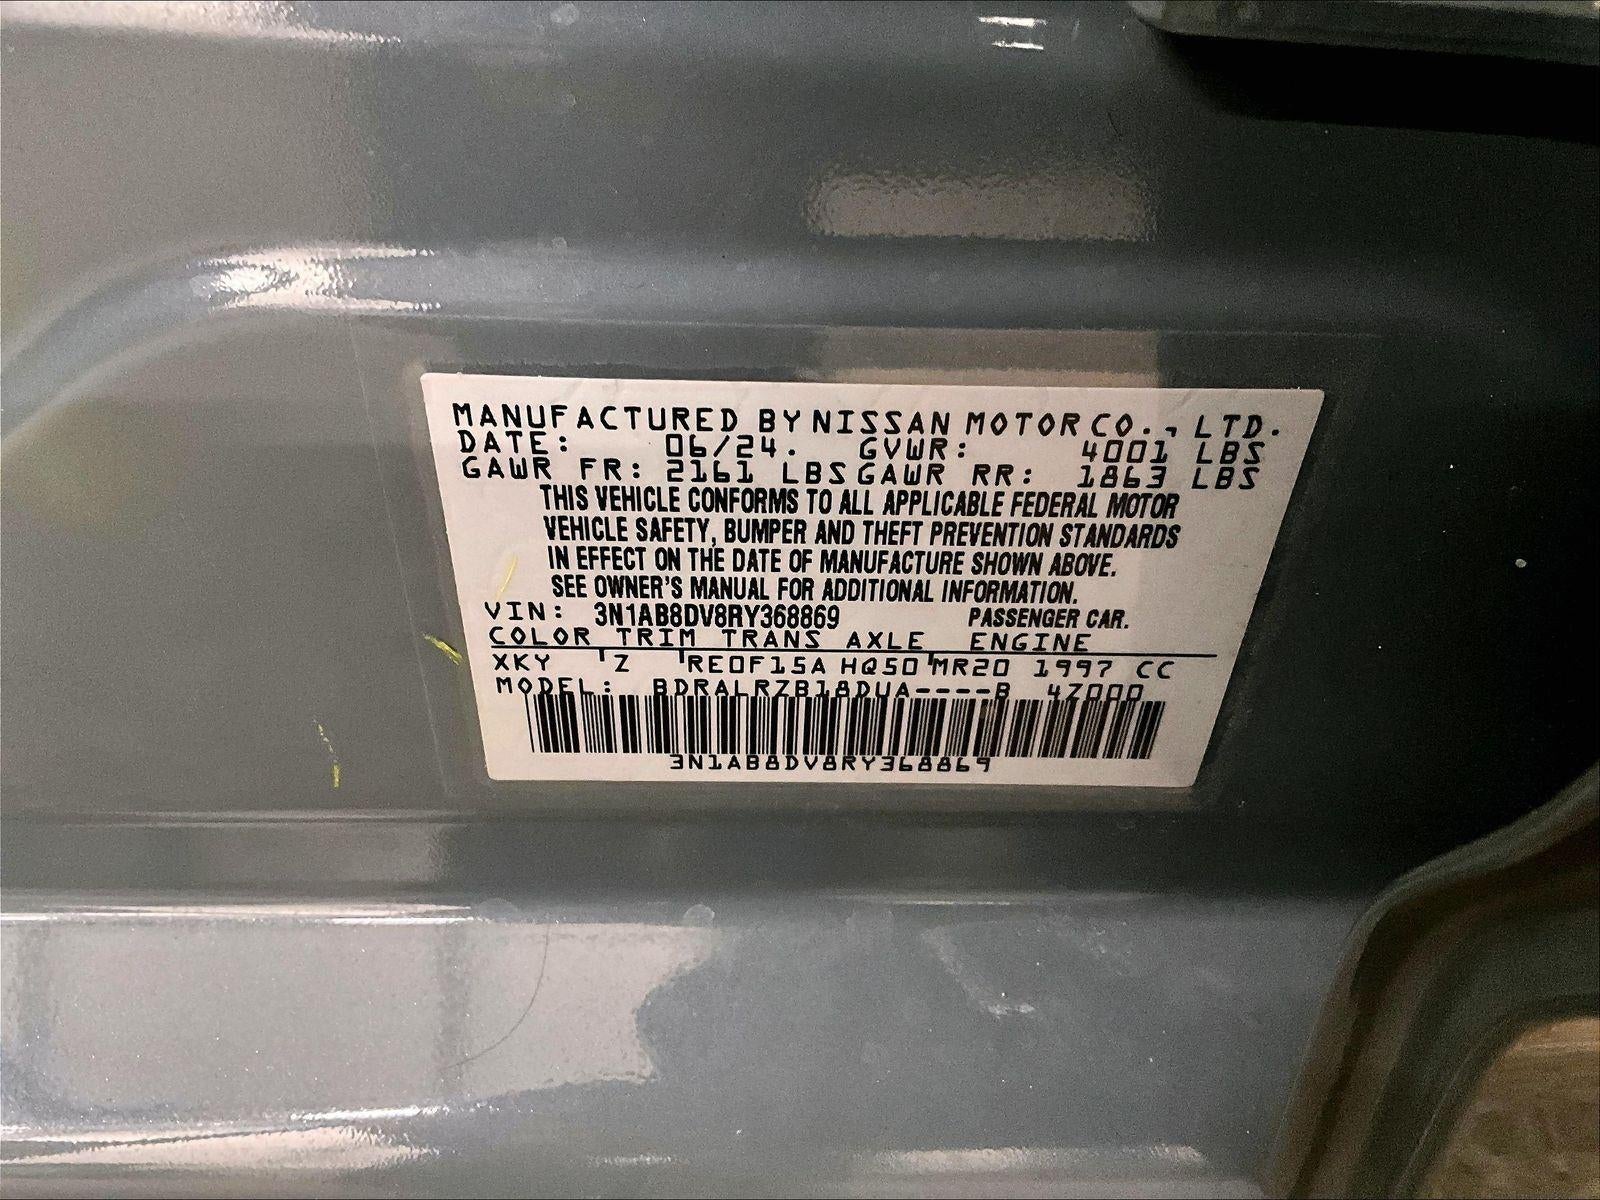 MANUFACTURED BY NISSAN MOTOR CO., LTD.
DATE: 06/24. GVWR: 4001 LBS
GAWR FR: 2161 LBS GAWR RR: 1863 LBS
THIS VEHICLE CONFORMS TO ALL APPLICABLE FEDERAL MOTOR
VEHICLE SAFETY, BUMPER AND THEFT PREVENTION STANDARDS
IN EFFECT ON THE DATE OF MANUFACTURE SHOWN ABOVE.
SEE OWNER'S MANUAL FOR ADDITIONAL INFORMATION.
VIN: 3N1AB8DV8RY368869 PASSENGER CAR.
COLOR TRIM TRANS AXLE ENGINE
XKY Z RE0F15A HQ50 MR20 1997 CC
MODEL: BDRALRZB18DUA----B 4Z000
3N1AB8DV8RY368869